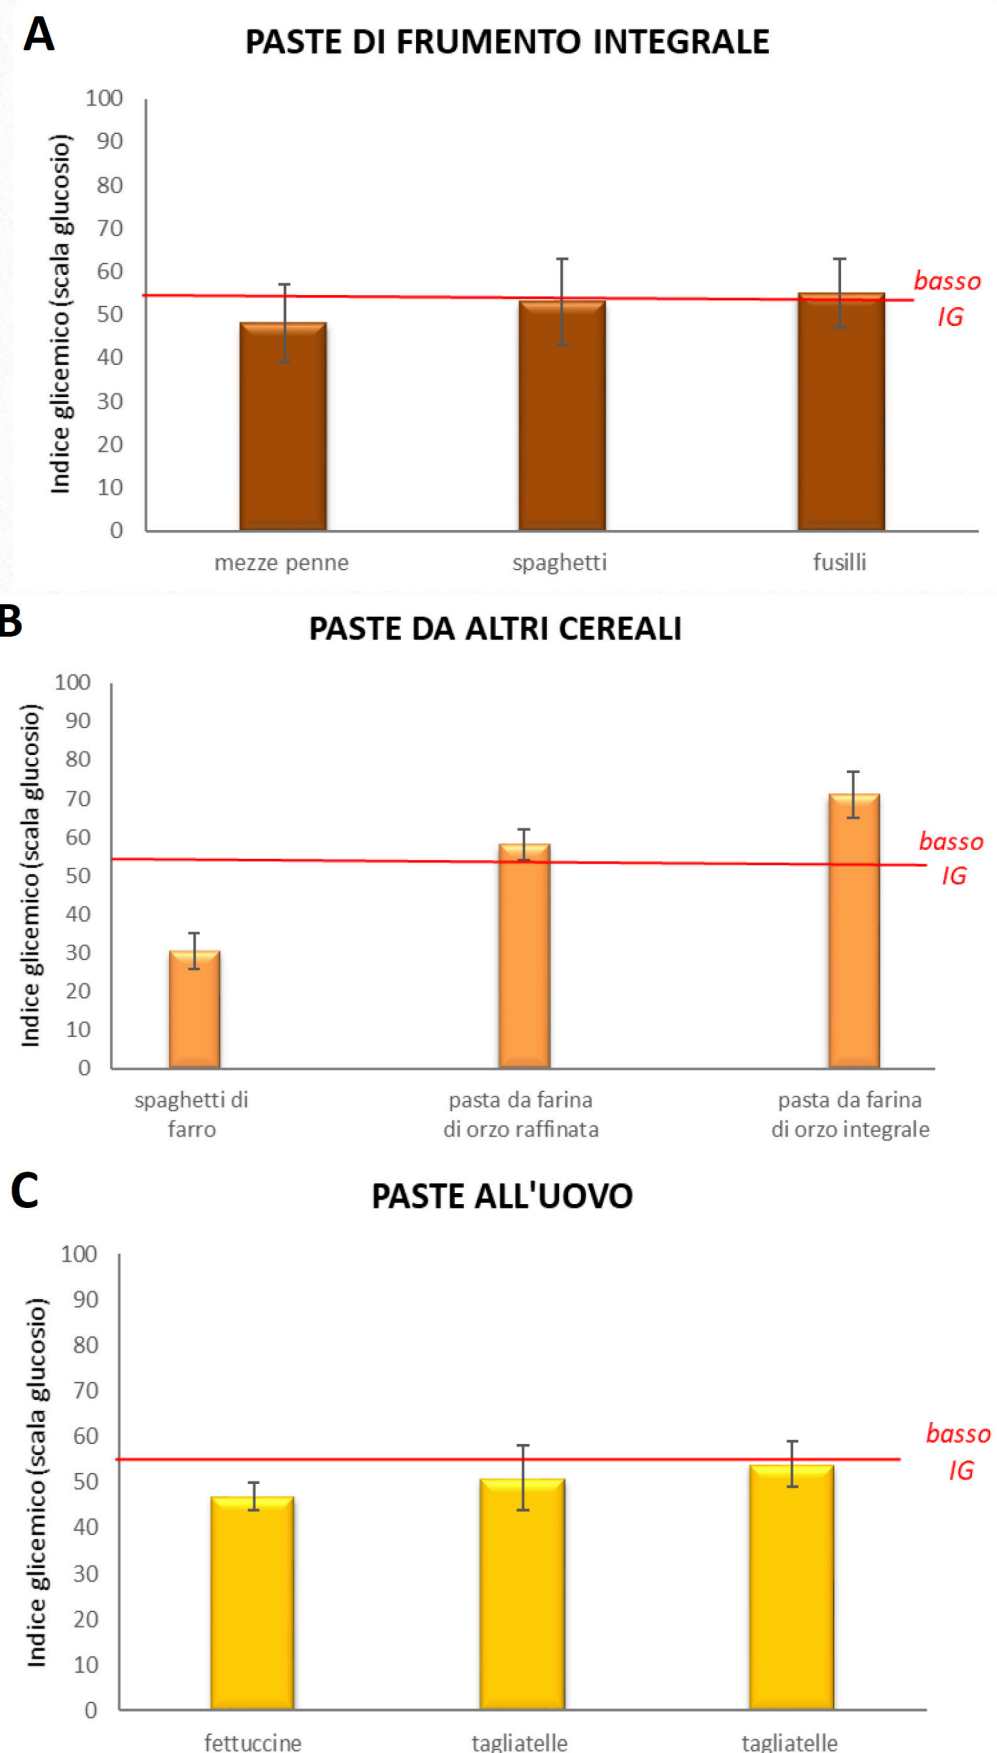 A
PASTE DI FRUMENTO INTEGRALE
Indice glicemico (scala glucosio)
100
90
80
70
60
50
40
30
20
10
0
basso
IG
mezze penne
spaghetti
fusilli
B
PASTE DA ALTRI CEREALI
Indice glicemico (scala glucosio)
100
90
80
70
60
50
40
30
20
10
0
basso
IG
spaghetti di
farro
pasta da farina
di orzo raffinata
pasta da farina
di orzo integrale
C
PASTE ALL'UOVO
Indice glicemico (scala glucosio)
100
90
80
70
60
50
40
30
20
10
0
basso
IG
fettuccine
tagliatelle
tagliatelle